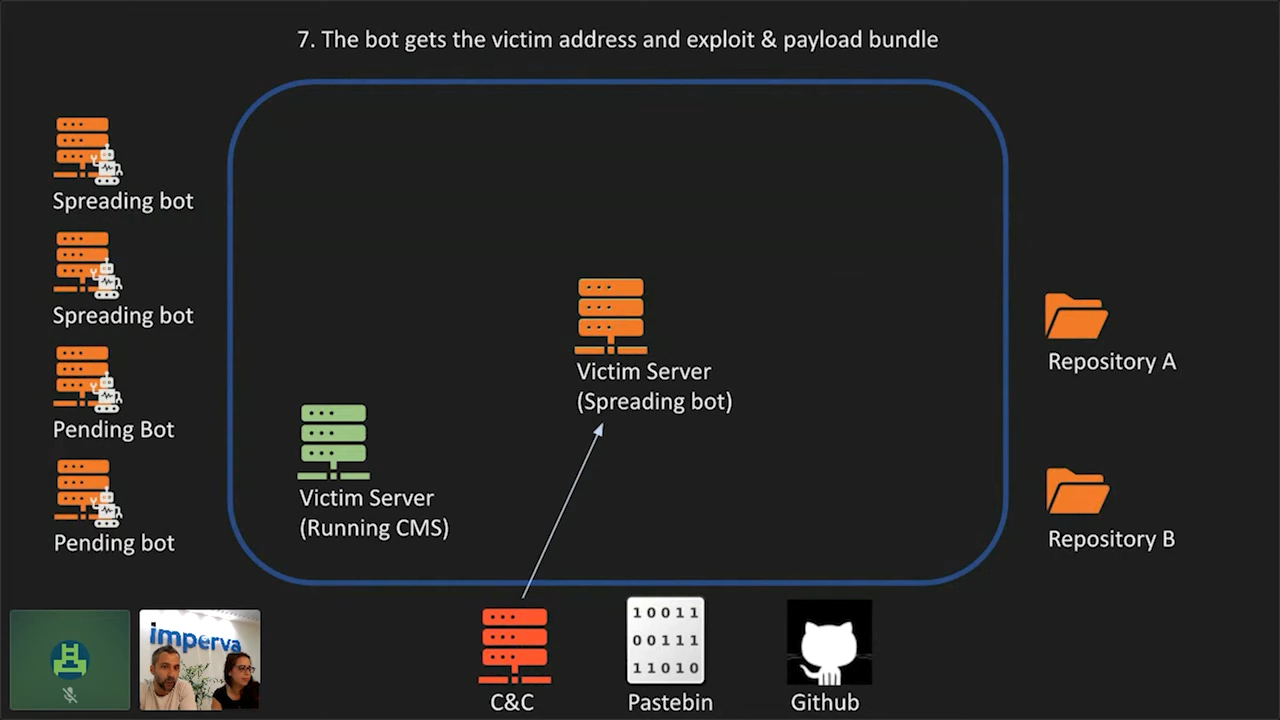 7. The bot gets the victim address and exploit & payload bundle
Spreading bot
Spreading bot
Pending Bot
Pending bot
Victim Server
(Spreading bot)
Victim Server
(Running CMS)
Repository A
Repository B
imperva
10011
00111
11010
C&C
Pastebin
Github